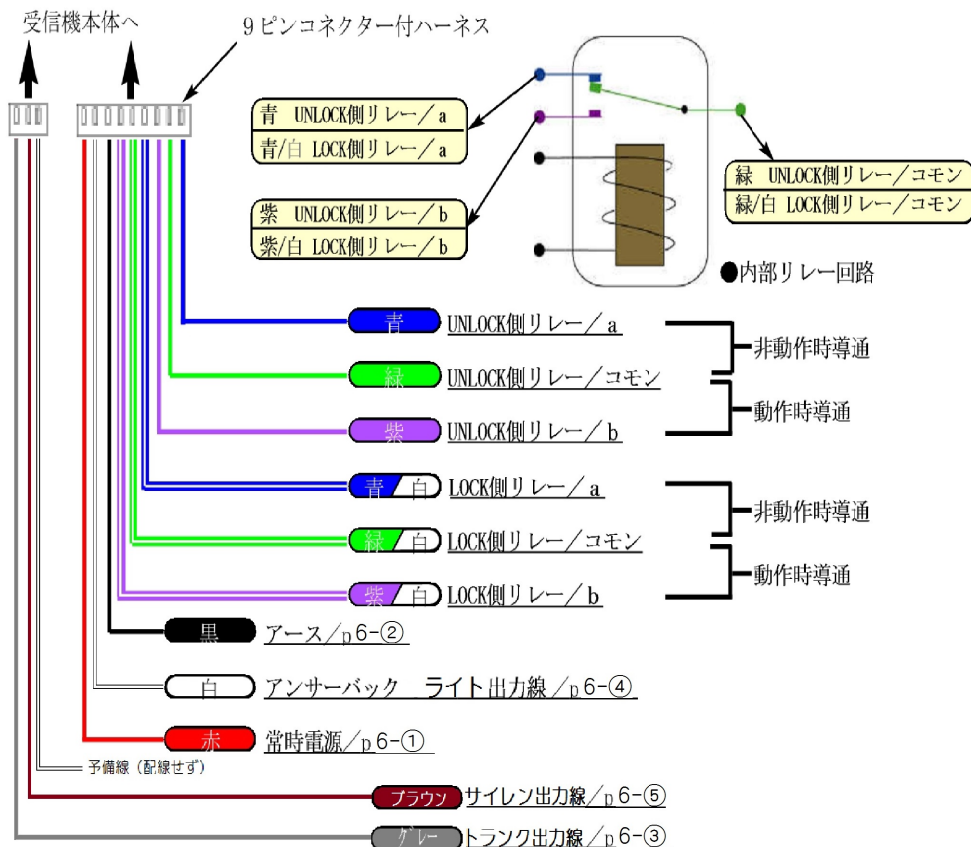 受信機本体へ
9ピンコネクター付ハーネス
青 UNLOCK側リレー/a
青/白 LOCK側リレー/a
紫 UNLOCK側リレー/b
紫/白 LOCK側リレー/b
緑 UNLOCK側リレー/コモン
緑/白 LOCK側リレー/コモン
●内部リレー回路
青 UNLOCK側リレー/a
非動作時導通
緑 UNLOCK側リレー/コモン
動作時導通
紫 UNLOCK側リレー/b
青/白 LOCK側リレー/a
非動作時導通
緑/白 LOCK側リレー/コモン
動作時導通
紫/白 LOCK側リレー/b
黒 アース/p6-②
白 アンサーバック ライト出力線/p6-④
赤 常時電源/p6-①
予備線(配線せず)
ブラウン サイレン出力線/p6-⑤
グレー トランク出力線/p6-③